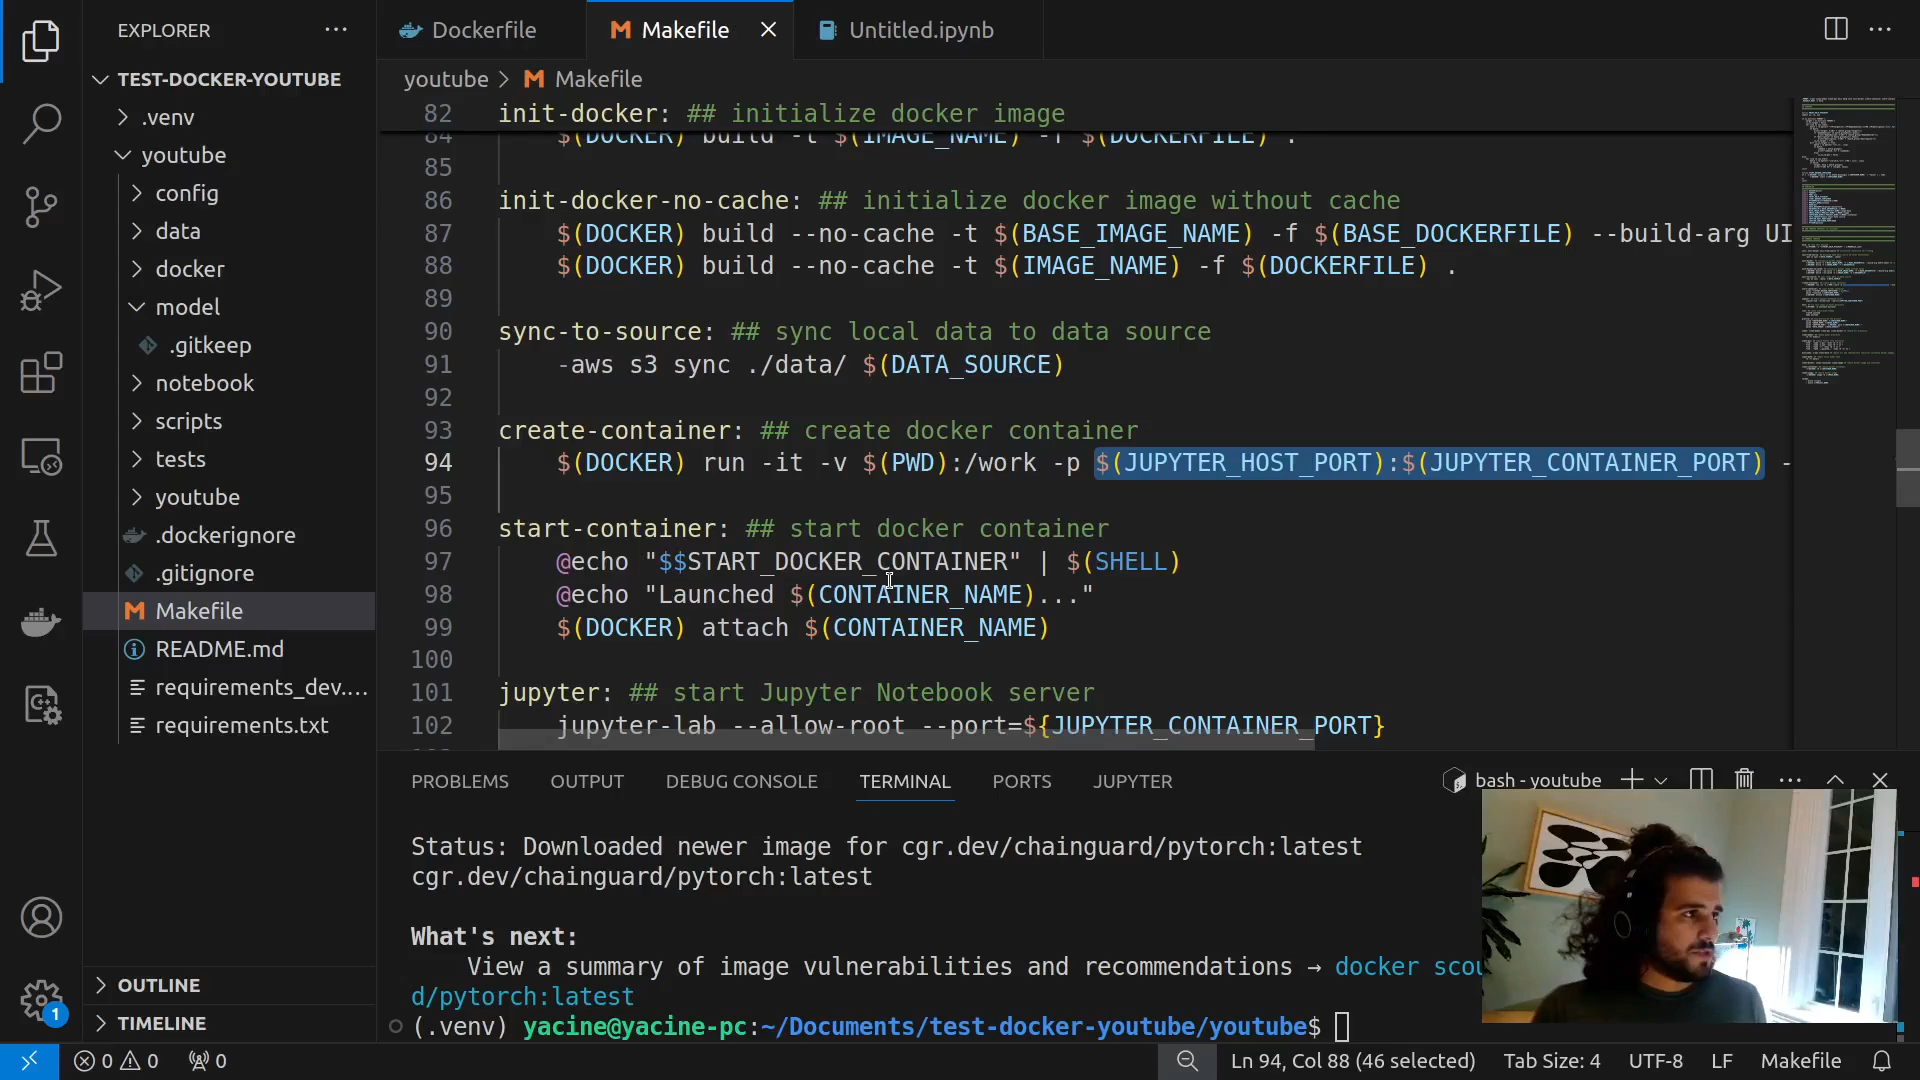 EXPLORER
Dockerfile
Makefile
Untitled.ipynb
TEST-DOCKER-YOUTUBE
.venv
youtube
config
data
docker
model
.gitkeep
notebook
scripts
tests
youtube
.dockerignore
.gitignore
Makefile
README.md
requirements_dev....
requirements.txt
OUTLINE
TIMELINE
youtube > Makefile
82 init-docker: ## initialize docker image
84 $(DOCKER) build -t $(IMAGE_NAME) -f $(DOCKERFILE) .
85
86 init-docker-no-cache: ## initialize docker image without cache
87 $(DOCKER) build --no-cache -t $(BASE_IMAGE_NAME) -f $(BASE_DOCKERFILE) --build-arg UI
88 $(DOCKER) build --no-cache -t $(IMAGE_NAME) -f $(DOCKERFILE) .
89
90 sync-to-source: ## sync local data to data source
91 -aws s3 sync ./data/ $(DATA_SOURCE)
92
93 create-container: ## create docker container
94 $(DOCKER) run -it -v $(PWD):/work -p $(JUPYTER_HOST_PORT):$(JUPYTER_CONTAINER_PORT) -
95
96 start-container: ## start docker container
97 @echo "$$START_DOCKER_CONTAINER" | $(SHELL)
98 @echo "Launched $(CONTAINER_NAME)..."
99 $(DOCKER) attach $(CONTAINER_NAME)
100
101 jupyter: ## start Jupyter Notebook server
102 jupyter-lab --allow-root --port=${JUPYTER_CONTAINER_PORT}
PROBLEMS OUTPUT DEBUG CONSOLE TERMINAL PORTS JUPYTER
bash - youtube
Status: Downloaded newer image for cgr.dev/chainguard/pytorch:latest
cgr.dev/chainguard/pytorch:latest
What's next:
View a summary of image vulnerabilities and recommendations → docker scou
d/pytorch:latest
(.venv) yacine@yacine-pc:~/Documents/test-docker-youtube/youtube$
1
0 0 0
Ln 94, Col 88 (46 selected) Tab Size: 4 UTF-8 LF Makefile